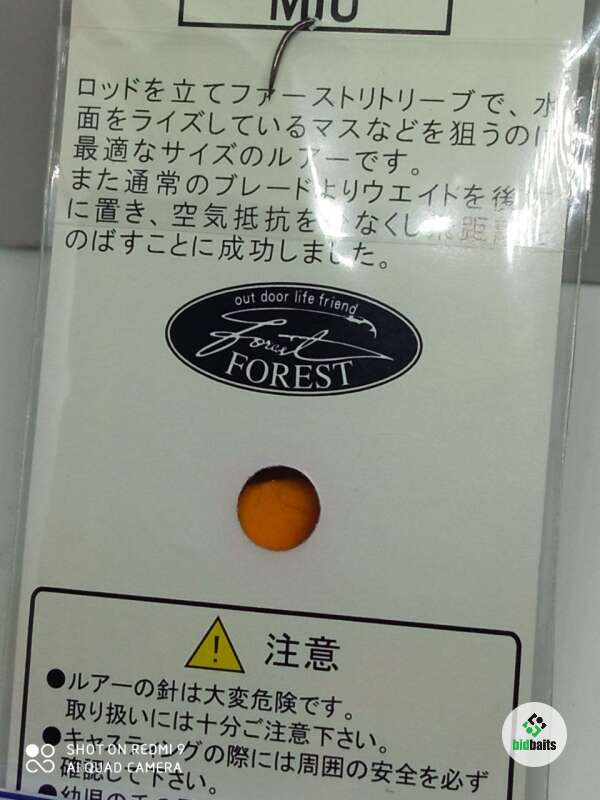 MIU
ロッドを立てファーストリトリーブで、水
面をライズしているマスなどを狙うのに
最適なサイズのルアーです。
また通常のブレードよりウエイトを後
に置き、空気抵抗を少なくし
のばすことに成功しました。
out door life friend
Forest
FOREST
注意
●ルアーの針は大変危険です。
取り扱いには十分ご注意下さい。
●キャスティングの際には周囲の安全を必ず
確認して下さい。
SHOT ON REDMI 9
AI QUAD CAMERA
bidbaits